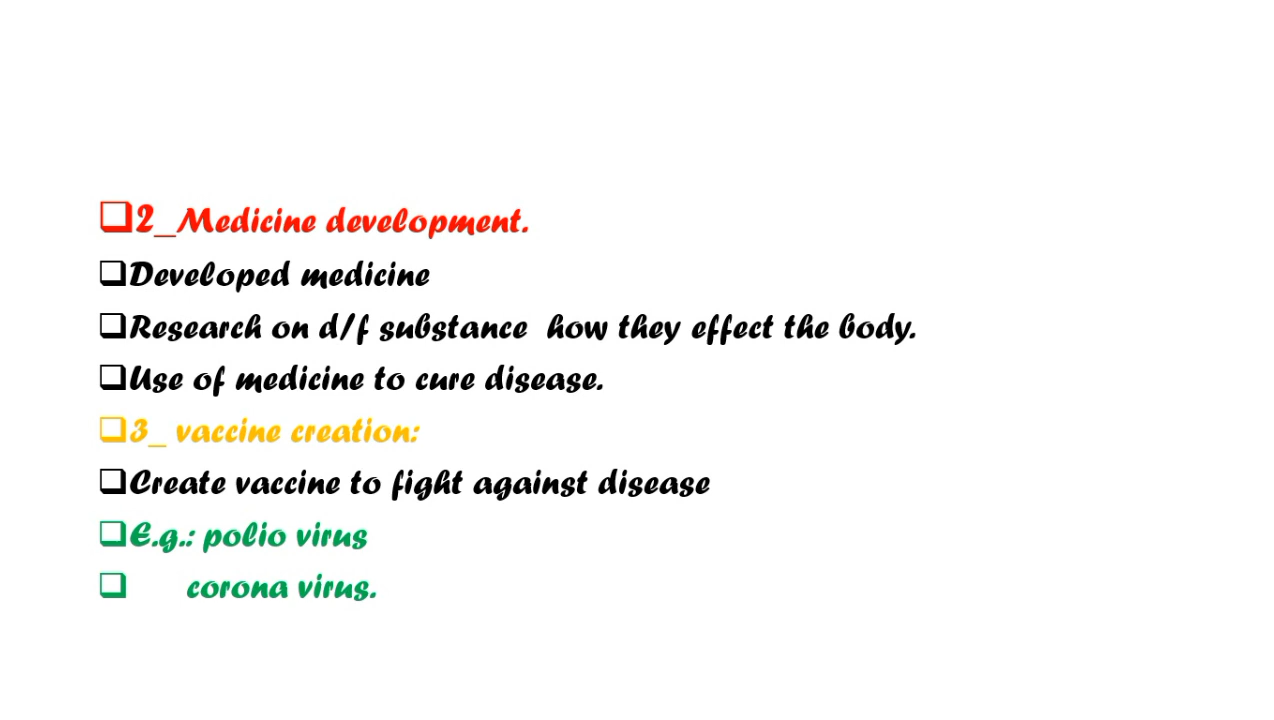 ❑2_Medicine development.
❑Developed medicine
❑Research on d/f substance how they effect the body.
❑Use of medicine to cure disease.
❑3_ vaccine creation:
❑Create vaccine to fight against disease
❑E.g.: polio virus
❑ corona virus.